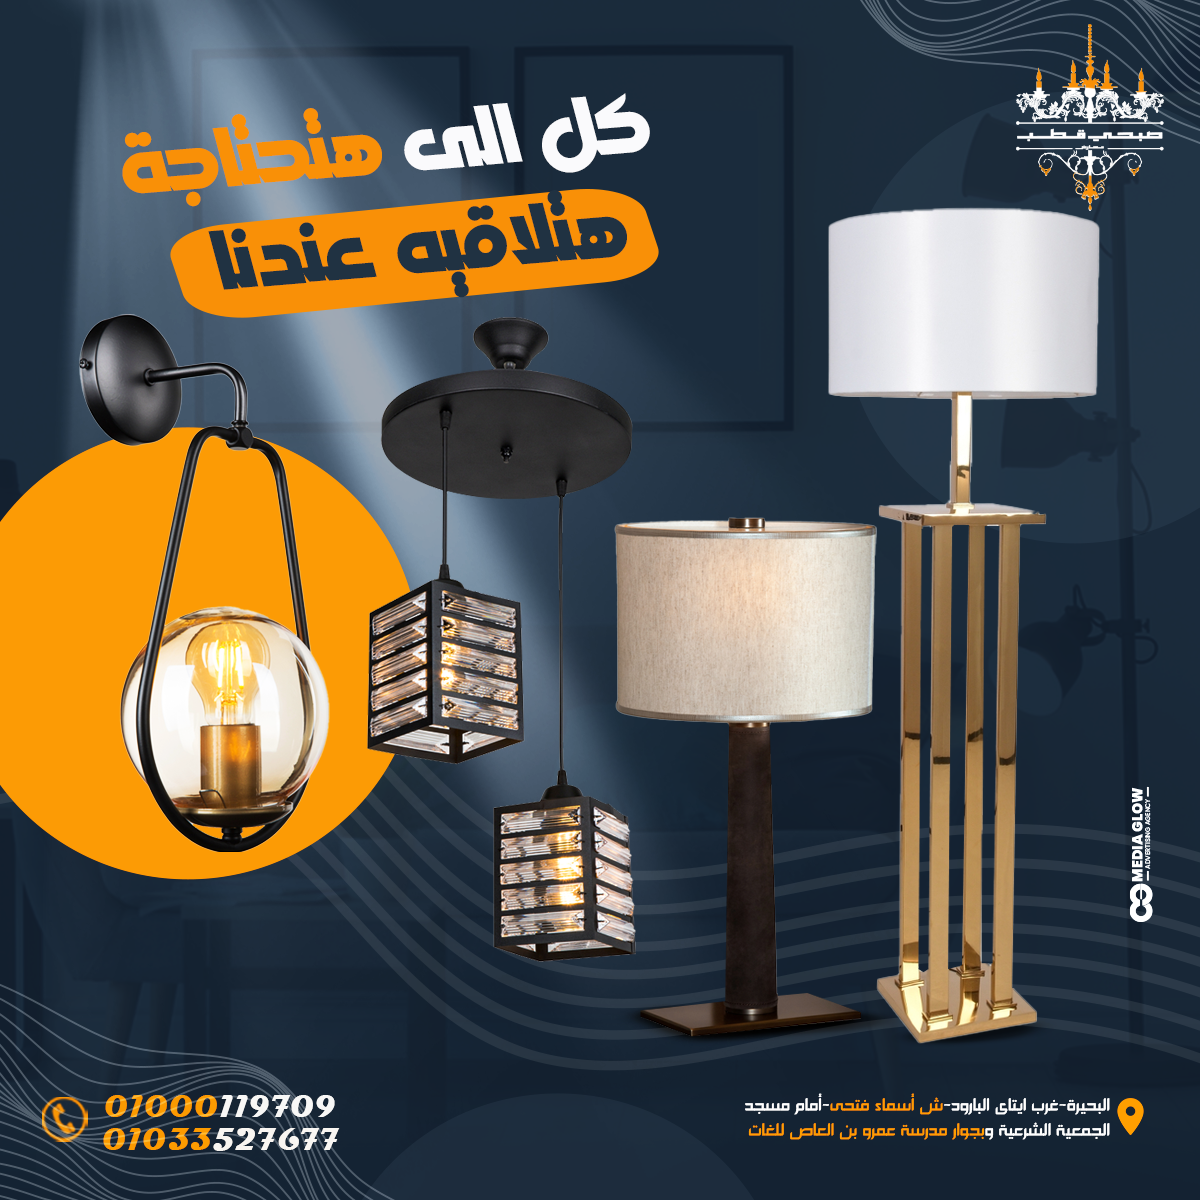 صبحي قطب
كل الى هتحتاجة
هتلاقيه عندنا
MEDIA GLOW
ADVERTISING AGENCY
01000119709
01033527677
البحيرة-غرب ايتاى البارود-ش أسماء فتحى-أمام مسجد
الجمعية الشرعية وبجوار مدرسة عمرو بن العاص للغات